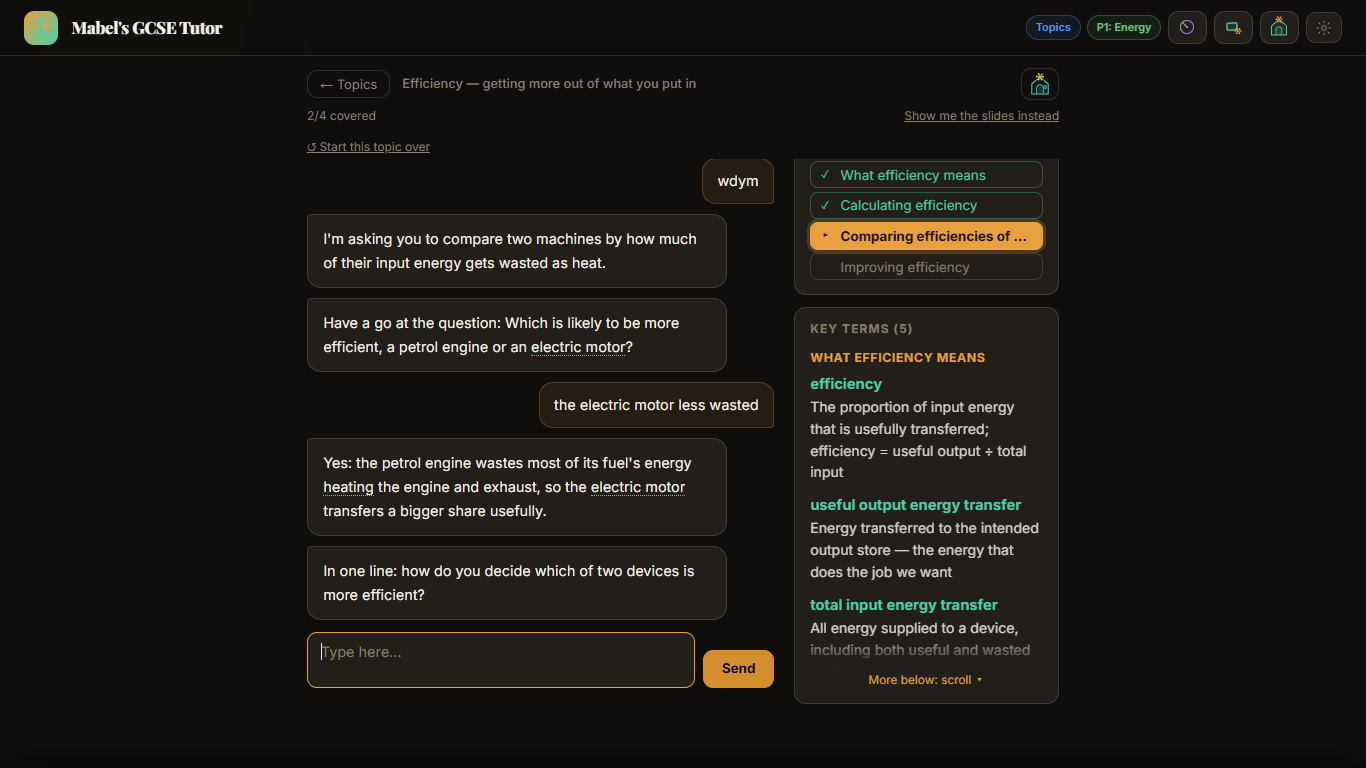 Mabel's GCSE Tutor
Topics
P1: Energy
← Topics
Efficiency — getting more out of what you put in
2/4 covered
Show me the slides instead
↺ Start this topic over
wdym
I'm asking you to compare two machines by how much
of their input energy gets wasted as heat.
Have a go at the question: Which is likely to be more
efficient, a petrol engine or an electric motor?
the electric motor less wasted
Yes: the petrol engine wastes most of its fuel's energy
heating the engine and exhaust, so the electric motor
transfers a bigger share usefully.
In one line: how do you decide which of two devices is
more efficient?
Type here...
Send
✓ What efficiency means
✓ Calculating efficiency
‣ Comparing efficiencies of ...
Improving efficiency
KEY TERMS (5)
WHAT EFFICIENCY MEANS
efficiency
The proportion of input energy
that is usefully transferred;
efficiency = useful output ÷ total
input
useful output energy transfer
Energy transferred to the intended
output store — the energy that
does the job we want
total input energy transfer
All energy supplied to a device,
including both useful and wasted
More below: scroll ▾